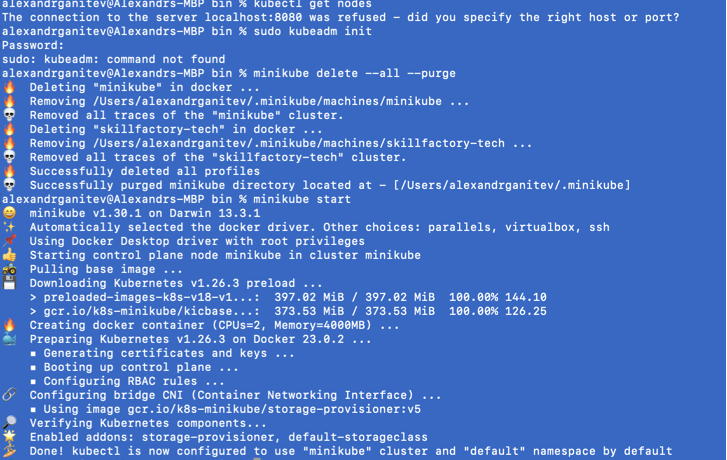 alexandrganitev@Alexandrs-MBP bin % kubectl get nodes
The connection to the server localhost:8080 was refused - did you specify the right host or port?
alexandrganitev@Alexandrs-MBP bin % sudo kubeadm init
Password:
sudo: kubeadm: command not found
alexandrganitev@Alexandrs-MBP bin % minikube delete --all --purge
🔥 Deleting "minikube" in docker ...
🔥 Removing /Users/alexandrganitev/.minikube/machines/minikube ...
💀 Removed all traces of the "minikube" cluster.
🔥 Deleting "skillfactory-tech" in docker ...
🔥 Removing /Users/alexandrganitev/.minikube/machines/skillfactory-tech ...
💀 Removed all traces of the "skillfactory-tech" cluster.
🔥 Successfully deleted all profiles
💀 Successfully purged minikube directory located at - [/Users/alexandrganitev/.minikube]
alexandrganitev@Alexandrs-MBP bin % minikube start
😄 minikube v1.30.1 on Darwin 13.3.1
✨ Automatically selected the docker driver. Other choices: parallels, virtualbox, ssh
📌 Using Docker Desktop driver with root privileges
👍 Starting control plane node minikube in cluster minikube
🚜 Pulling base image ...
💾 Downloading Kubernetes v1.26.3 preload ...
> preloaded-images-k8s-v18-v1...: 397.02 MiB / 397.02 MiB 100.00% 144.10
> gcr.io/k8s-minikube/kicbase...: 373.53 MiB / 373.53 MiB 100.00% 126.25
🔥 Creating docker container (CPUs=2, Memory=4000MB) ...
🐳 Preparing Kubernetes v1.26.3 on Docker 23.0.2 ...
▪ Generating certificates and keys ...
▪ Booting up control plane ...
▪ Configuring RBAC rules ...
🔗 Configuring bridge CNI (Container Networking Interface) ...
▪ Using image gcr.io/k8s-minikube/storage-provisioner:v5
🔎 Verifying Kubernetes components...
🌟 Enabled addons: storage-provisioner, default-storageclass
🏄 Done! kubectl is now configured to use "minikube" cluster and "default" namespace by default